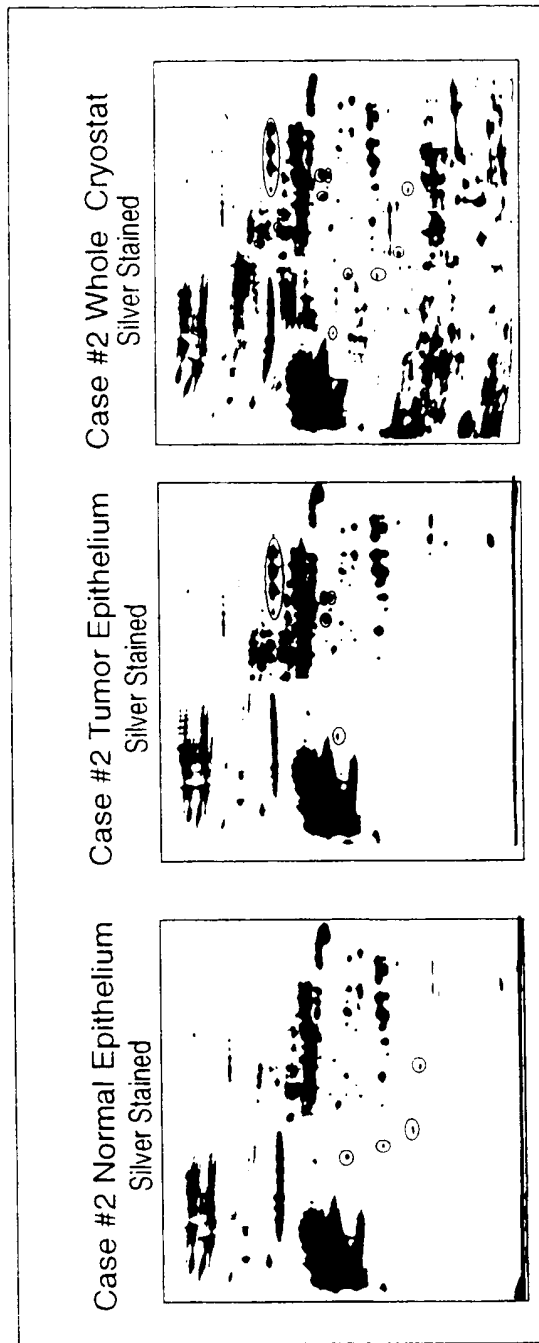 Case #2 Normal Epithelium
Silver Stained
Case #2 Tumor Epithelium
Silver Stained
Case #2 Whole Cryostat
Silver Stained